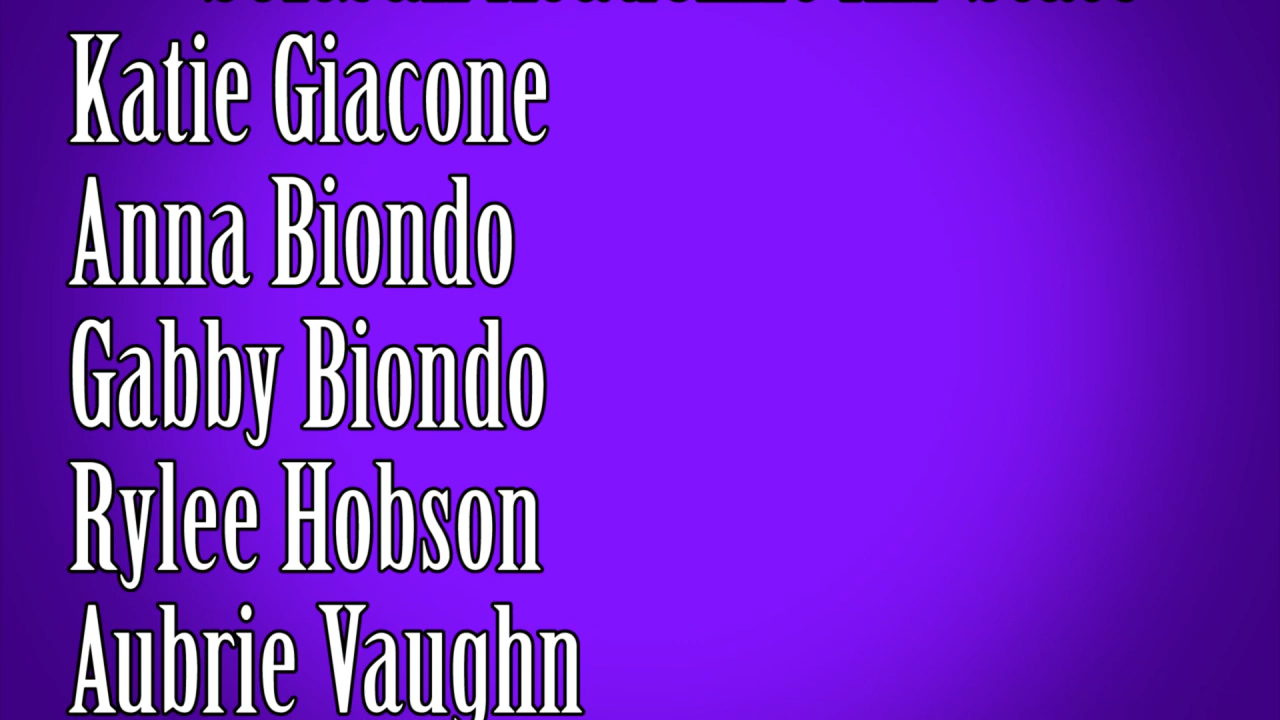 Katie Giacone
Anna Biondo
Gabby Biondo
Rylee Hobson
Aubrie Vaughn